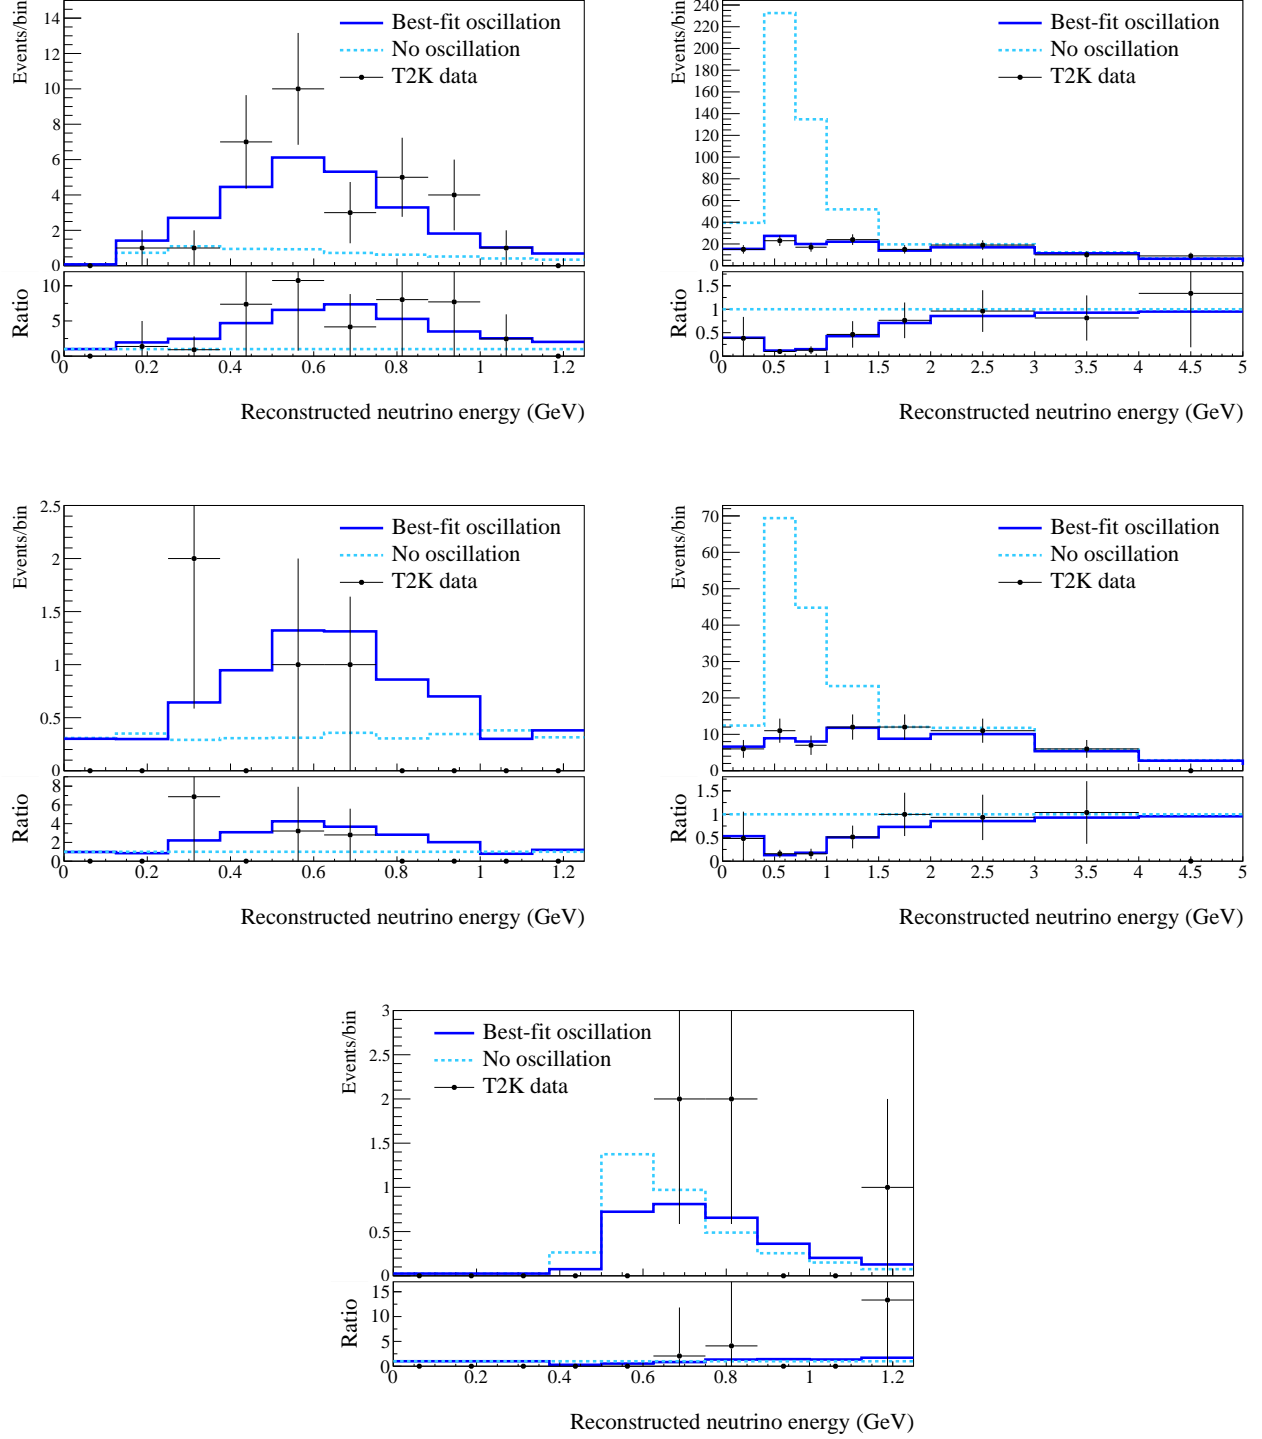 Events/bin
14
12
10
8
6
4
2
0
Best-fit oscillation
No oscillation
T2K data
Ratio
10
5
0
0 0.2 0.4 0.6 0.8 1 1.2
Reconstructed neutrino energy (GeV)
Events/bin
240
220
200
180
160
140
120
100
80
60
40
20
0
Best-fit oscillation
No oscillation
T2K data
Ratio
1.5
1
0.5
0
0 0.5 1 1.5 2 2.5 3 3.5 4 4.5 5
Reconstructed neutrino energy (GeV)
Events/bin
2.5
2
1.5
1
0.5
0
Best-fit oscillation
No oscillation
T2K data
Ratio
8
6
4
2
0
0 0.2 0.4 0.6 0.8 1 1.2
Reconstructed neutrino energy (GeV)
Events/bin
70
60
50
40
30
20
10
0
Best-fit oscillation
No oscillation
T2K data
Ratio
1.5
1
0.5
0
0 0.5 1 1.5 2 2.5 3 3.5 4 4.5 5
Reconstructed neutrino energy (GeV)
Events/bin
3
2.5
2
1.5
1
0.5
0
Best-fit oscillation
No oscillation
T2K data
Ratio
15
10
5
0
0 0.2 0.4 0.6 0.8 1 1.2
Reconstructed neutrino energy (GeV)